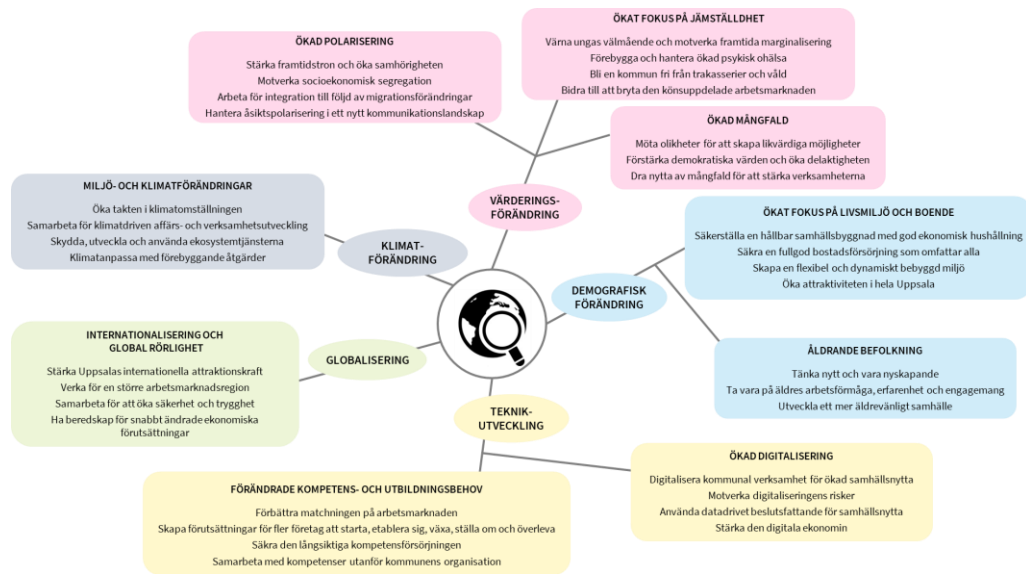 ÖKAD POLARISERING
Stärka framtidstron och öka samhörigheten
Motverka socioekonomisk segregation
Arbeta för integration till följd av migrationsförändringar
Hantera åsiktspolarisering i ett nytt kommunikationslandskap
ÖKAT FOKUS PÅ JÄMSTÄLLDHET
Värna ungas välmående och motverka framtida marginalisering
Förebygga och hantera ökad psykisk ohälsa
Bli en kommun fri från trakasserier och våld
Bidra till att bryta den könsuppdelade arbetsmarknaden
ÖKAD MÅNGFALD
Möta olikheter för att skapa likvärdiga möjligheter
Förstärka demokratiska värden och öka delaktigheten
Dra nytta av mångfald för att stärka verksamheterna
VÄRDERINGS-
FÖRÄNDRING
MILJÖ- OCH KLIMATFÖRÄNDRINGAR
Öka takten i klimatomställningen
Samarbeta för klimatdriven affärs- och verksamhetsutveckling
Skydda, utveckla och använda ekosystemtjänsterna
Klimatanpassa med förebyggande åtgärder
KLIMAT-
FÖRÄNDRING
ÖKAT FOKUS PÅ LIVSMILJÖ OCH BOENDE
Säkerställa en hållbar samhällsbyggnad med god ekonomisk hushållning
Säkra en fullgod bostadsförsörjning som omfattar alla
Skapa en flexibel och dynamiskt bebyggd miljö
Öka attraktiviteten i hela Uppsala
DEMOGRAFISK
FÖRÄNDRING
INTERNATIONALISERING OCH
GLOBAL RÖRLIGHET
Stärka Uppsalas internationella attraktionskraft
Verka för en större arbetsmarknadsregion
Samarbeta för att öka säkerhet och trygghet
Ha beredskap för snabbt ändrade ekonomiska
förutsättningar
GLOBALISERING
ÅLDRANDE BEFOLKNING
Tänka nytt och vara nyskapande
Ta vara på äldres arbetsförmåga, erfarenhet och engagemang
Utveckla ett mer äldrevänligt samhälle
TEKNIK-
UTVECKLING
ÖKAD DIGITALISERING
Digitalisera kommunal verksamhet för ökad samhällsnytta
Motverka digitaliseringens risker
Använda datadrivet beslutsfattande för samhällsnytta
Stärka den digitala ekonomin
FÖRÄNDRADE KOMPETENS- OCH UTBILDNINGSBEHOV
Förbättra matchningen på arbetsmarknaden
Skapa förutsättningar för fler företag att starta, etablera sig, växa, ställa om och överleva
Säkra den långsiktiga kompetensförsörjningen
Samarbeta med kompetenser utanför kommunens organisation